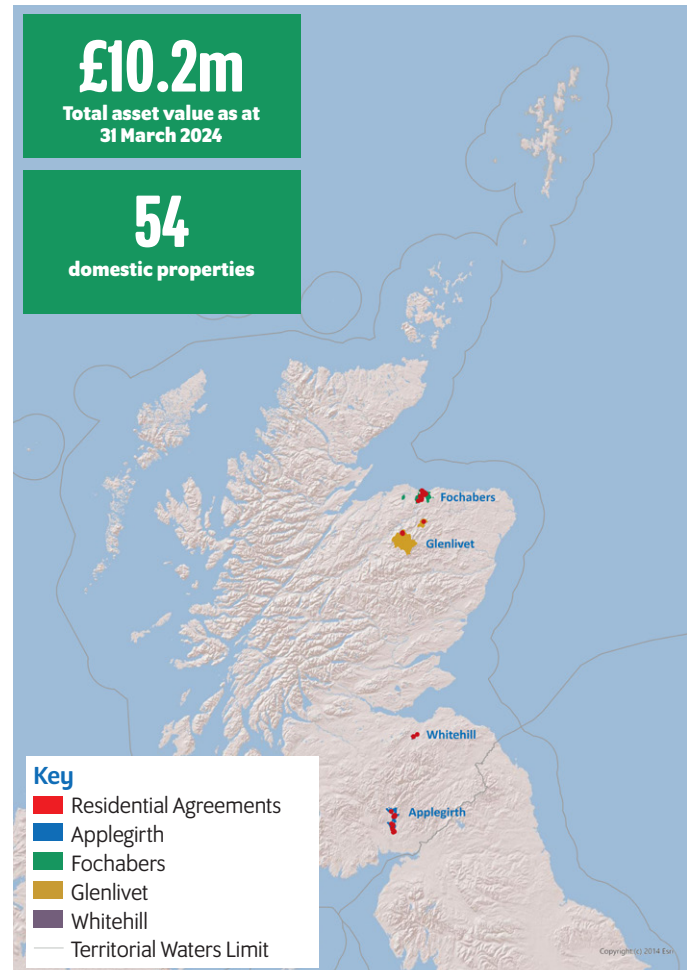 £10.2m
Total asset value as at
31 March 2024
54
domestic properties
Fochabers
Glenlivet
Whitehill
Applegirth
Key
Residential Agreements
Applegirth
Fochabers
Glenlivet
Whitehill
Territorial Waters Limit
Copyright (c) 2014 Esri